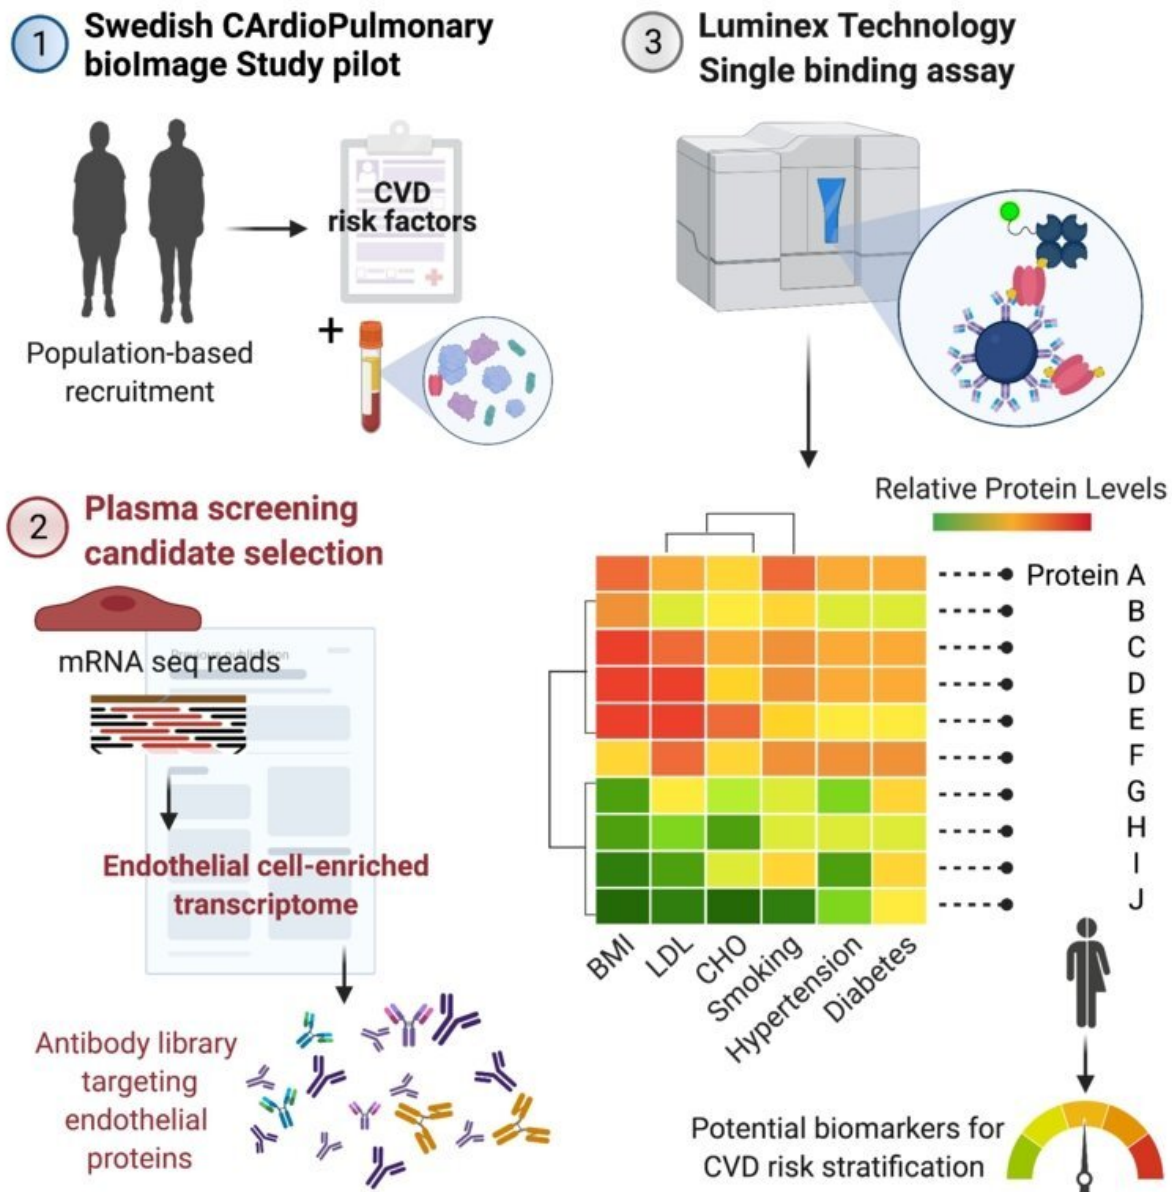 1
Swedish CArdioPulmonary
bioImage Study pilot
CVD
risk factors
+
Population-based
recruitment
2
Plasma screening
candidate selection
Previous publication
mRNA seq reads
Endothelial cell-enriched
transcriptome
Antibody library
targeting
endothelial
proteins
3
Luminex Technology
Single binding assay
Relative Protein Levels
Protein A
B
C
D
E
F
G
H
I
J
BMI
LDL
CHO
Smoking
Hypertension
Diabetes
Potential biomarkers for
CVD risk stratification